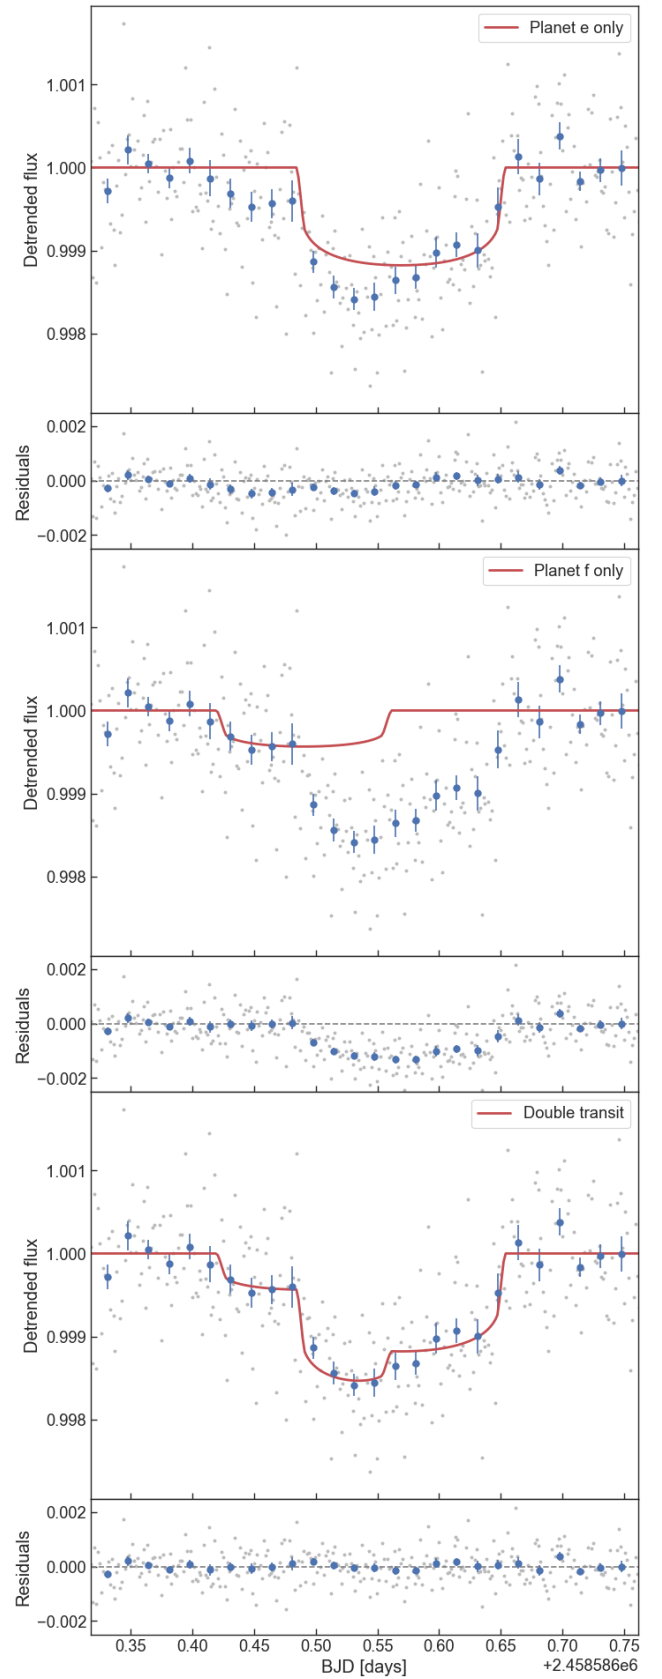 Planet e only
1.001
1.000
0.999
0.998
Detrended flux
0.002
0.000
−0.002
Residuals
Planet f only
1.001
1.000
0.999
0.998
Detrended flux
0.002
0.000
−0.002
Residuals
Double transit
1.001
1.000
0.999
0.998
Detrended flux
0.002
0.000
−0.002
Residuals
0.35 0.40 0.45 0.50 0.55 0.60 0.65 0.70 0.75
BJD [days]
+2.458586e6